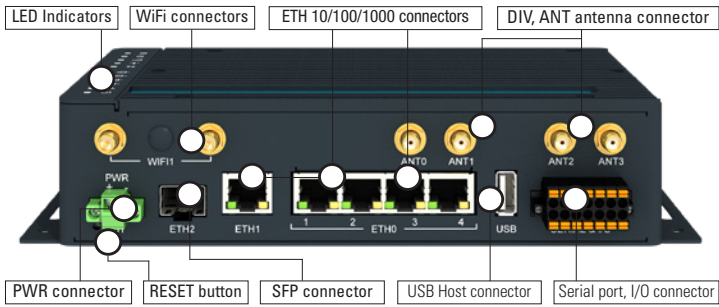 LED Indicators
WiFi connectors
ETH 10/100/1000 connectors
DIV, ANT antenna connector
WIFI1
ANT0
ANT1
ANT2
ANT3
PWR
ETH2
ETH1
1 2 3 4
ETH0
USB
PWR connector
RESET button
SFP connector
USB Host connector
Serial port, I/O connector